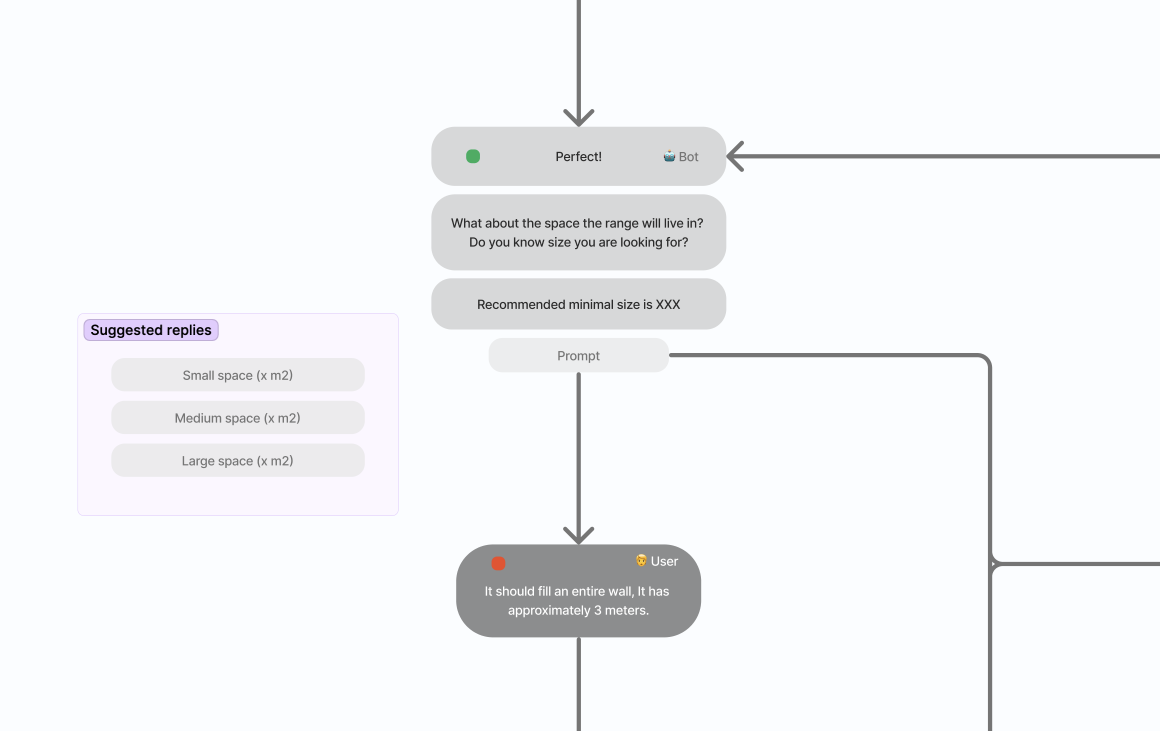 Perfect!
Bot
What about the space the range will live in?
Do you know size you are looking for?
Recommended minimal size is XXX
Prompt
Suggested replies
Small space (x m2)
Medium space (x m2)
Large space (x m2)
User
It should fill an entire wall, It has
approximately 3 meters.